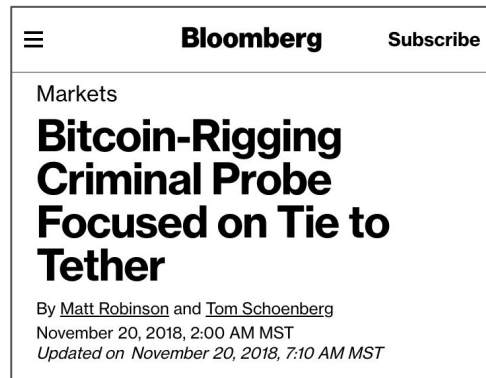 Bloomberg Subscribe
Markets
Bitcoin-Rigging
Criminal Probe
Focused on Tie to
Tether
By Matt Robinson and Tom Schoenberg
November 20, 2018, 2:00 AM MST
Updated on November 20, 2018, 7:10 AM MST